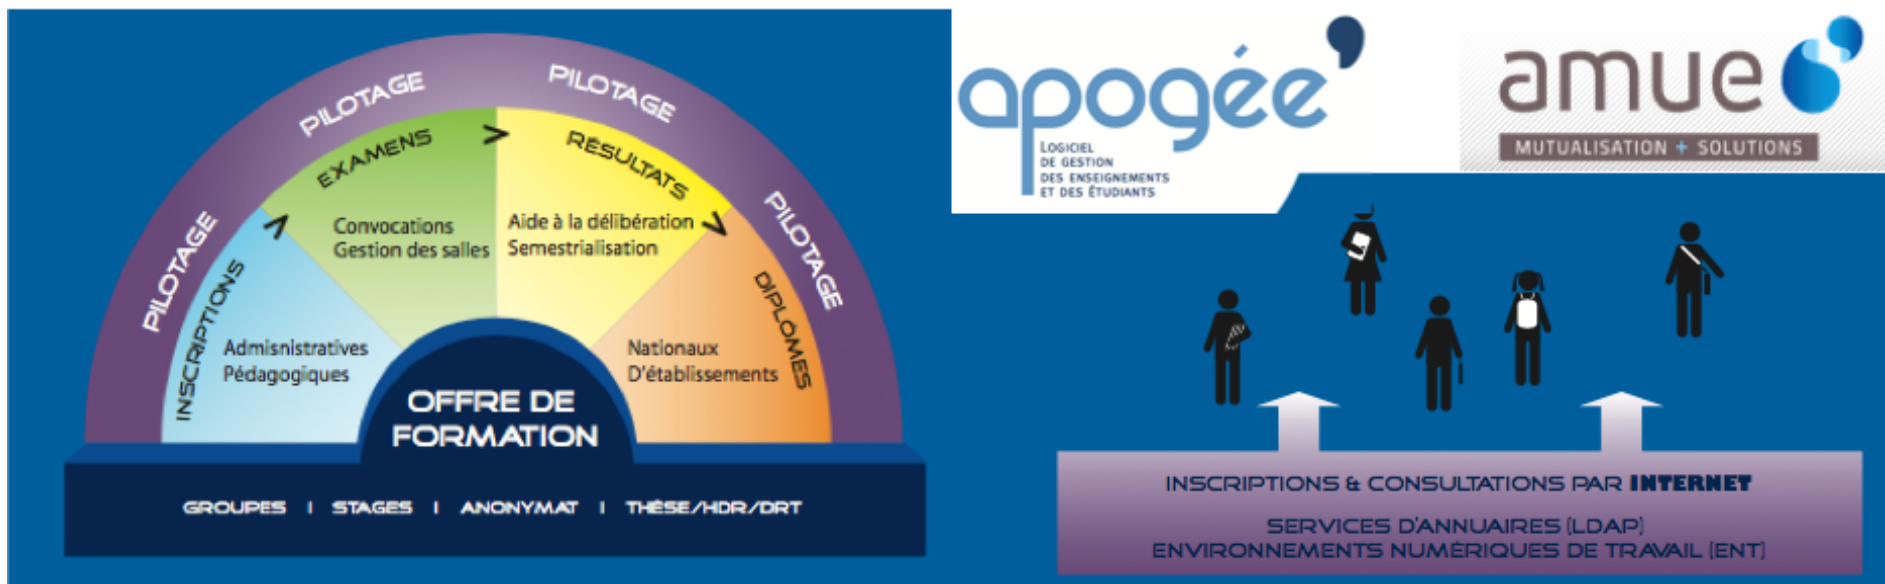 PILOTAGE
PILOTAGE
PILOTAGE
PILOTAGE
INSCRIPTIONS
Admisnistratives
Pédagogiques
>
EXAMENS
Convocations
Gestion des salles
>
RÉSULTATS
Aide à la délibération
Semestrialisation
>
DIPLÔMES
Nationaux
D'établissements
OFFRE DE
FORMATION
GROUPES | STAGES | ANONYMAT | THÈSE/HDR/DRT
apogée'
LOGICIEL
DE GESTION
DES ENSEIGNEMENTS
ET DES ÉTUDIANTS
amue
MUTUALISATION + SOLUTIONS
INSCRIPTIONS & CONSULTATIONS PAR INTERNET
SERVICES D'ANNUAIRES (LDAP)
ENVIRONNEMENTS NUMÉRIQUES DE TRAVAIL (ENT)